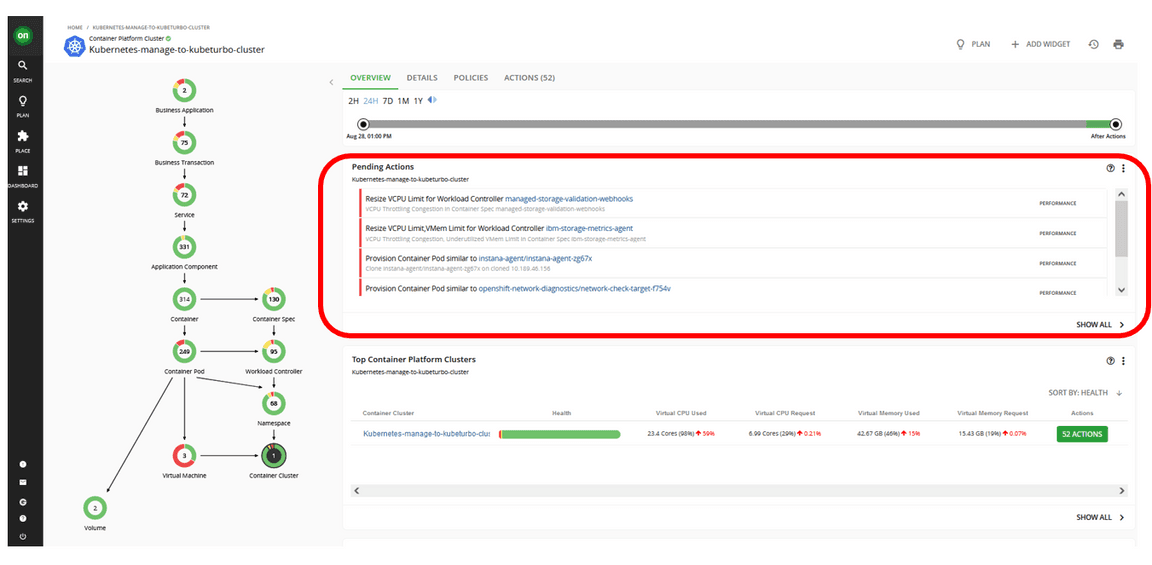 on
SEARCH
PLAN
PLACE
DASHBOARD
SETTINGS
HOME / KUBERNETES-MANAGE-TO-KUBETURBO-CLUSTER
Container Platform Cluster
Kubernetes-manage-to-kubeturbo-cluster
PLAN
ADD WIDGET
2
Business Application
75
Business Transaction
72
Service
331
Application Component
314
Container
130
Container Spec
249
Container Pod
95
Workload Controller
68
Namespace
3
Virtual Machine
1
Container Cluster
2
Volume
OVERVIEW DETAILS POLICIES ACTIONS (52)
2H 24H 7D 1M 1Y
Aug 28, 01:00 PM
After Actions
Pending Actions
Kubernetes-manage-to-kubeturbo-cluster
Resize VCPU Limit for Workload Controller managed-storage-validation-webhooks
VCPU Throttling Congestion in Container Spec managed-storage-validation-webhooks
PERFORMANCE
Resize VCPU Limit,VMem Limit for Workload Controller ibm-storage-metrics-agent
VCPU Throttling Congestion, Underutilized VMem Limit in Container Spec ibm-storage-metrics-agent
PERFORMANCE
Provision Container Pod similar to instana-agent/instana-agent-zg67x
Clone instana-agent/instana-agent-zg67x on cloned 10.189.46.156
PERFORMANCE
Provision Container Pod similar to openshift-network-diagnostics/network-check-target-f754v
PERFORMANCE
SHOW ALL
Top Container Platform Clusters
Kubernetes-manage-to-kubeturbo-cluster
SORT BY: HEALTH
Container Cluster Health Virtual CPU Used Virtual CPU Request Virtual Memory Used Virtual Memory Request Actions
Kubernetes-manage-to-kubeturbo-clus 23.4 Cores (98%) 59% 6.99 Cores (29%) 0.21% 42.67 GB (46%) 15% 15.43 GB (19%) 0.07% 52 ACTIONS
SHOW ALL